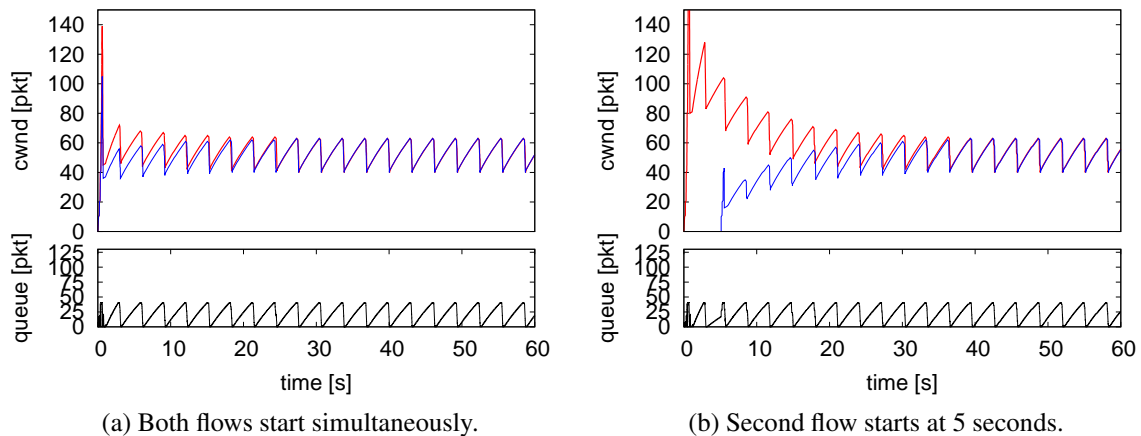 cwnd [pkt]
140
120
100
80
60
40
20
0
queue [pkt]
125
100
75
50
25
0
0 10 20 30 40 50 60
time [s]
(a) Both flows start simultaneously.
cwnd [pkt]
140
120
100
80
60
40
20
0
queue [pkt]
125
100
75
50
25
0
0 10 20 30 40 50 60
time [s]
(b) Second flow starts at 5 seconds.